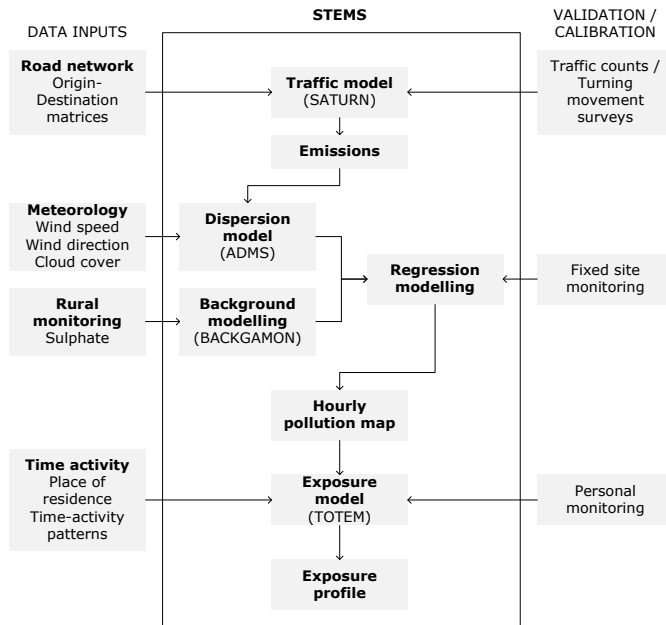 DATA INPUTS
STEMS
VALIDATION /
CALIBRATION
Road network
Origin-
Destination
matrices
Traffic model
(SATURN)
Traffic counts /
Turning
movement
surveys
Emissions
Meteorology
Wind speed
Wind direction
Cloud cover
Dispersion
model
(ADMS)
Regression
modelling
Fixed site
monitoring
Rural
monitoring
Sulphate
Background
modelling
(BACKGAMON)
Hourly
pollution map
Time activity
Place of
residence
Time-activity
patterns
Exposure
model
(TOTEM)
Personal
monitoring
Exposure
profile